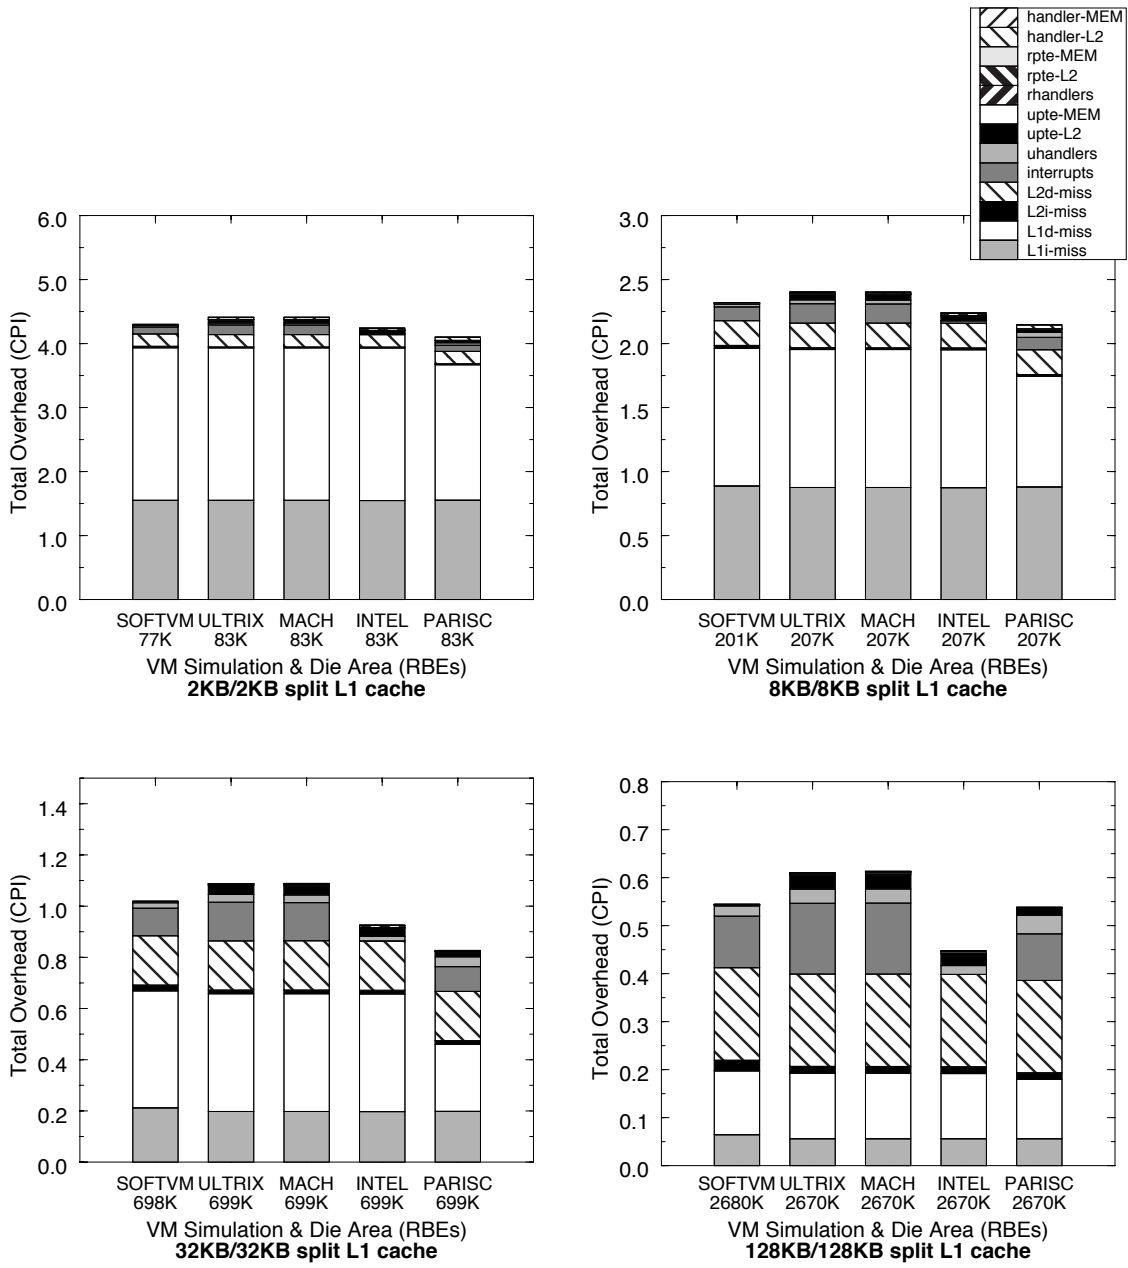 handler-MEM
handler-L2
rpte-MEM
rpte-L2
rhandlers
upte-MEM
upte-L2
uhandlers
interrupts
L2d-miss
L2i-miss
L1d-miss
L1i-miss
Total Overhead (CPI)
6.0
5.0
4.0
3.0
2.0
1.0
0.0
SOFTVM ULTRIX MACH INTEL PARISC
77K 83K 83K 83K 83K
VM Simulation & Die Area (RBEs)
2KB/2KB split L1 cache
Total Overhead (CPI)
3.0
2.5
2.0
1.5
1.0
0.5
0.0
SOFTVM ULTRIX MACH INTEL PARISC
201K 207K 207K 207K 207K
VM Simulation & Die Area (RBEs)
8KB/8KB split L1 cache
Total Overhead (CPI)
1.4
1.2
1.0
0.8
0.6
0.4
0.2
0.0
SOFTVM ULTRIX MACH INTEL PARISC
698K 699K 699K 699K 699K
VM Simulation & Die Area (RBEs)
32KB/32KB split L1 cache
Total Overhead (CPI)
0.8
0.7
0.6
0.5
0.4
0.3
0.2
0.1
0.0
SOFTVM ULTRIX MACH INTEL PARISC
2680K 2670K 2670K 2670K 2670K
VM Simulation & Die Area (RBEs)
128KB/128KB split L1 cache